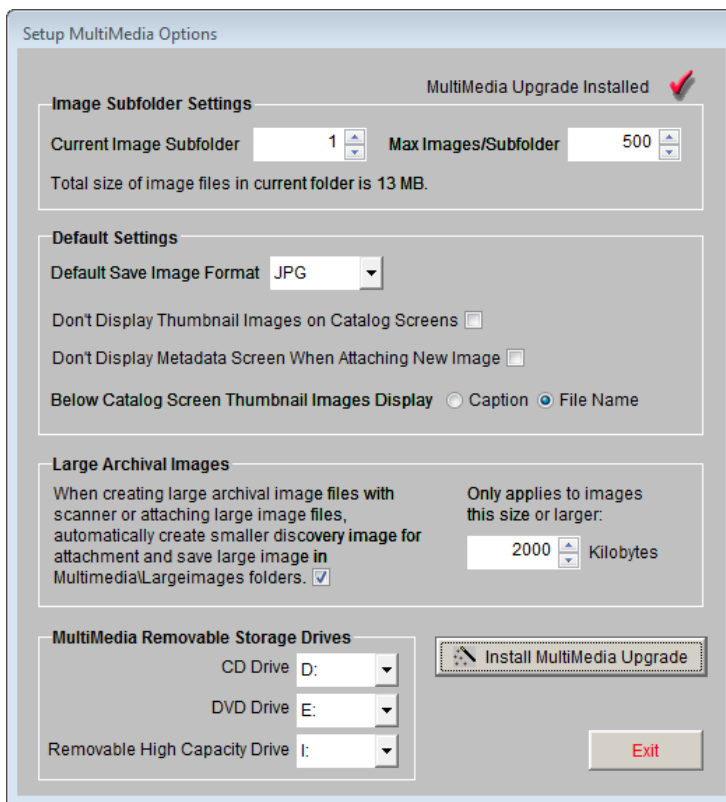 Setup MultiMedia Options
MultiMedia Upgrade Installed
Image Subfolder Settings
Current Image Subfolder 1 Max Images/Subfolder 500
Total size of image files in current folder is 13 MB.
Default Settings
Default Save Image Format JPG
Don't Display Thumbnail Images on Catalog Screens
Don't Display Metadata Screen When Attaching New Image
Below Catalog Screen Thumbnail Images Display Caption File Name
Large Archival Images
When creating large archival image files with
scanner or attaching large image files,
automatically create smaller discovery image for
attachment and save large image in
Multimedia\Largeimages folders.
Only applies to images
this size or larger:
2000 Kilobytes
MultiMedia Removable Storage Drives
CD Drive D:
DVD Drive E:
Removable High Capacity Drive I:
Install MultiMedia Upgrade
Exit